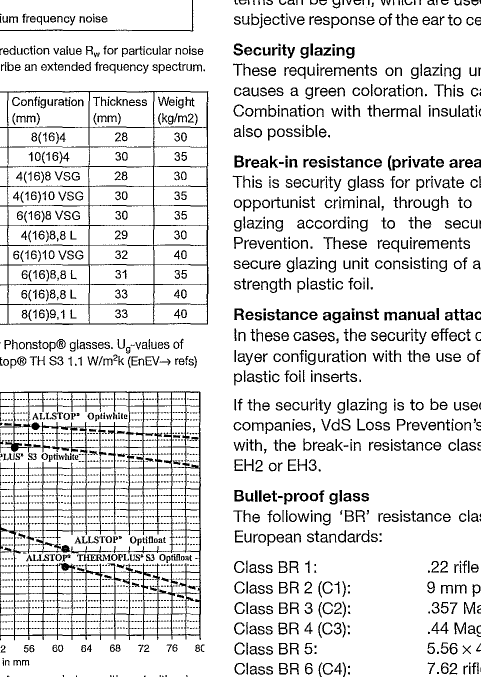 ium frequency noise
reduction value Rw for particular noise
ribe an extended frequency spectrum.
Configuration (mm) Thickness (mm) Weight (kg/m2)
8(16)4 28 30
10(16)4 30 35
4(16)8 VSG 28 30
4(16)10 VSG 30 35
6(16)8 VSG 30 35
4(16)8,8 L 29 30
6(16)10 VSG 32 40
6(16)8,8 L 31 35
6(16)8,8 L 33 40
8(16)9,1 L 33 40
Phonstop® glasses. Ug-values of
top® TH S3 1.1 W/m²k (EnEV→ refs)
ALLSTOP® Optiwhite
PLUS® S3 Optiwhite
ALLSTOP® Optifloat
ALLSTOP® THERMOPLUS® S3 Optifloat
2 56 60 64 68 72 76 80
in mm
terms can be given, which are used
subjective response of the ear to ce
Security glazing
These requirements on glazing un
causes a green coloration. This ca
Combination with thermal insulatio
also possible.
Break-in resistance (private area
This is security glass for private cl
opportunist criminal, through to
glazing according to the secur
Prevention. These requirements
secure glazing unit consisting of a
strength plastic foil.
Resistance against manual attac
In these cases, the security effect c
layer configuration with the use of
plastic foil inserts.
If the security glazing is to be use
companies, VdS Loss Prevention's
with, the break-in resistance class
EH2 or EH3.
Bullet-proof glass
The following 'BR' resistance clas
European standards:
Class BR 1: .22 rifle
Class BR 2 (C1): 9 mm p
Class BR 3 (C2): .357 Ma
Class BR 4 (C3): .44 Mag
Class BR 5: 5.56 × 4
Class BR 6 (C4): 7.62 rifle